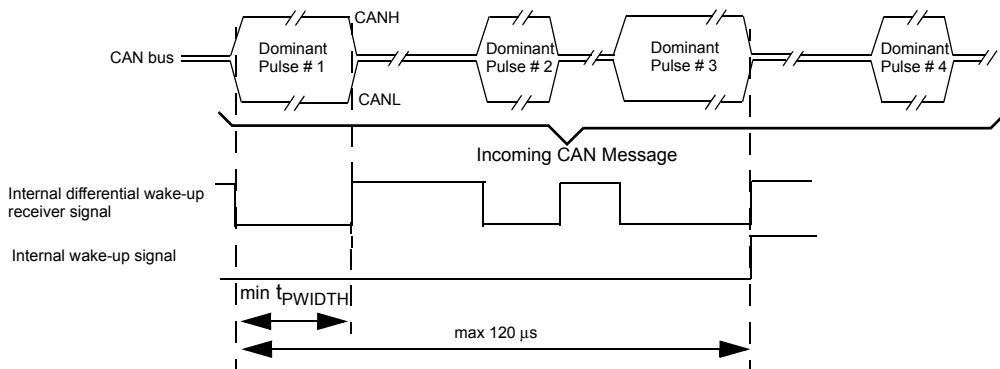 CANH
CAN bus
Dominant
Pulse # 1
Dominant
Pulse # 2
Dominant
Pulse # 3
Dominant
Pulse # 4
CANL
Incoming CAN Message
Internal differential wake-up
receiver signal
Internal wake-up signal
min tPWIDTH
max 120 μs